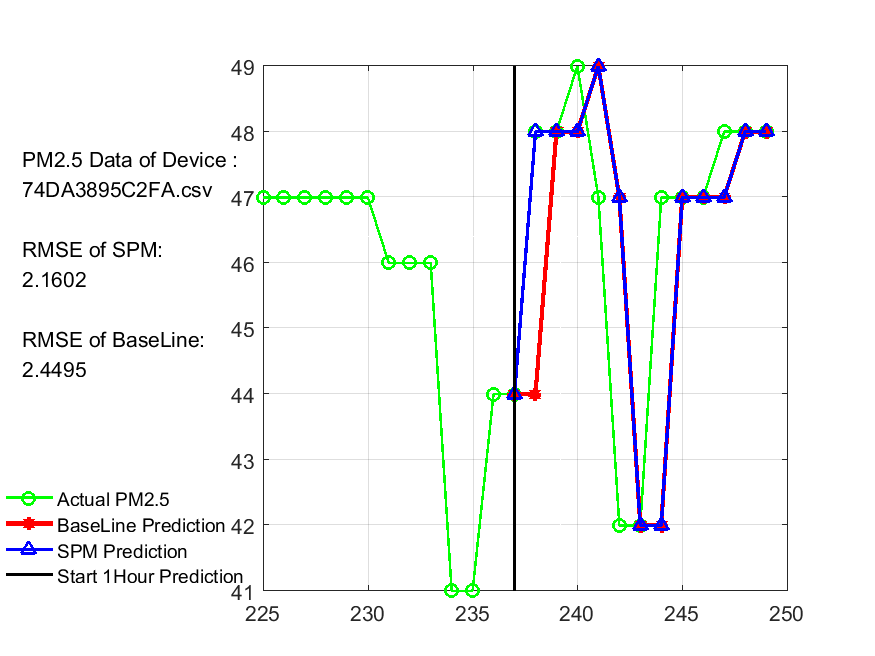 PM2.5 Data of Device :
74DA3895C2FA.csv
RMSE of SPM:
2.1602
RMSE of BaseLine:
2.4495
Actual PM2.5
BaseLine Prediction
SPM Prediction
Start 1Hour Prediction
49
48
47
46
45
44
43
42
41
225 230 235 240 245 250